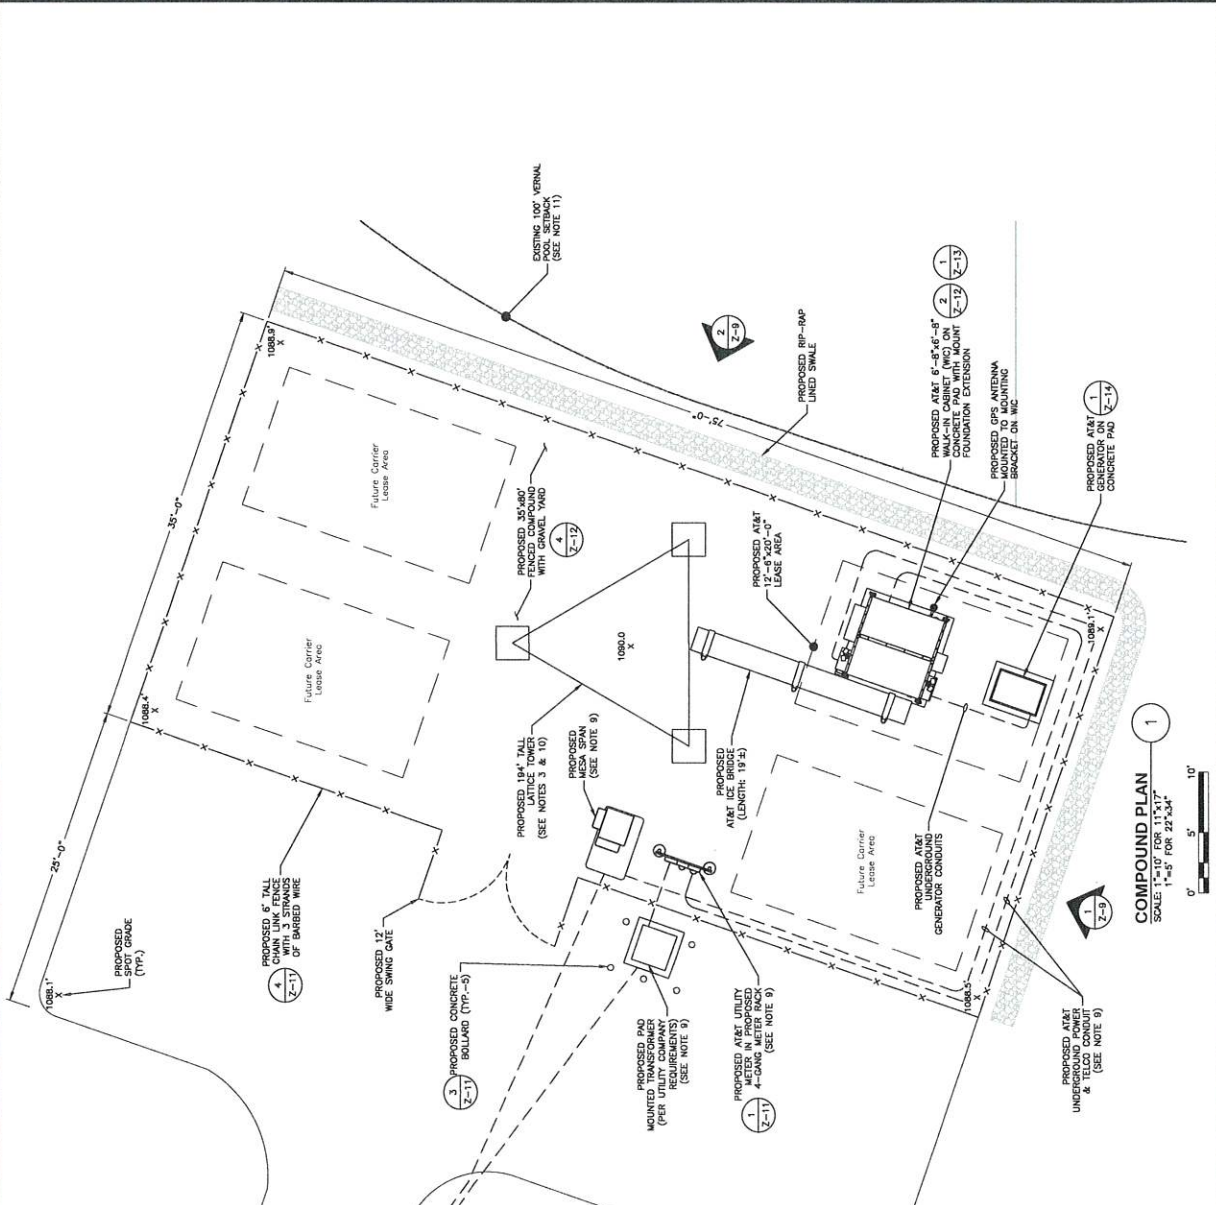 EXISTING 100' VERNAL
POOL SETBACK
(SEE NOTE 11)
35'-0"
1088.9'
X
Future Carrier
Lease Area
PROPOSED 35'x80'
FENCED COMPOUND
WITH GRAVEL YARD
4
Z-12
2
Z-9
75'-0"
PROPOSED RIP-RAP
LINED SWALE
PROPOSED AT&T 6'-8"x6'-8"
WALK-IN CABINET (WIC) ON
CONCRETE PAD WITH MOUNT
FOUNDATION EXTENSION
2
Z-12
1
Z-13
PROPOSED GPS ANTENNA
MOUNTED TO MOUNTING
BRACKET ON WIC
PROPOSED AT&T
GENERATOR ON
CONCRETE PAD
1
Z-14
Future Carrier
Lease Area
1088.4'
X
1090.0
X
PROPOSED AT&T
12'-6"x20'-0"
LEASE AREA
1089.1'
X
25'-0"
PROPOSED 6' TALL
CHAIN LINK FENCE
WITH 3 STRANDS
OF BARBED WIRE
4
Z-11
PROPOSED 194' TALL
LATTICE TOWER
(SEE NOTES 3 & 10)
PROPOSED
MESA SPAN
(SEE NOTE 9)
PROPOSED
AT&T ICE BRIDGE
(LENGTH: 19'±)
Future Carrier
Lease Area
PROPOSED AT&T
UNDERGROUND
GENERATOR CONDUITS
PROPOSED
SPOT GRADE
(TYP.)
1088.1'
X
PROPOSED 12'
WIDE SWING GATE
3
Z-11
PROPOSED CONCRETE
BOLLARD (TYP.-5)
PROPOSED PAD
MOUNTED TRANSFORMER
(PER UTILITY COMPANY
REQUIREMENTS)
(SEE NOTE 9)
PROPOSED AT&T UTILITY
METER IN PROPOSED
4-GANG METER RACK
(SEE NOTE 9)
1
Z-11
1088.5'
X
1
Z-9
PROPOSED AT&T
UNDERGROUND POWER
& TELCO CONDUIT
(SEE NOTE 9)
COMPOUND PLAN
1
SCALE: 1"=10' FOR 11"x17"
1"=5' FOR 22"x34"
0' 5' 10'